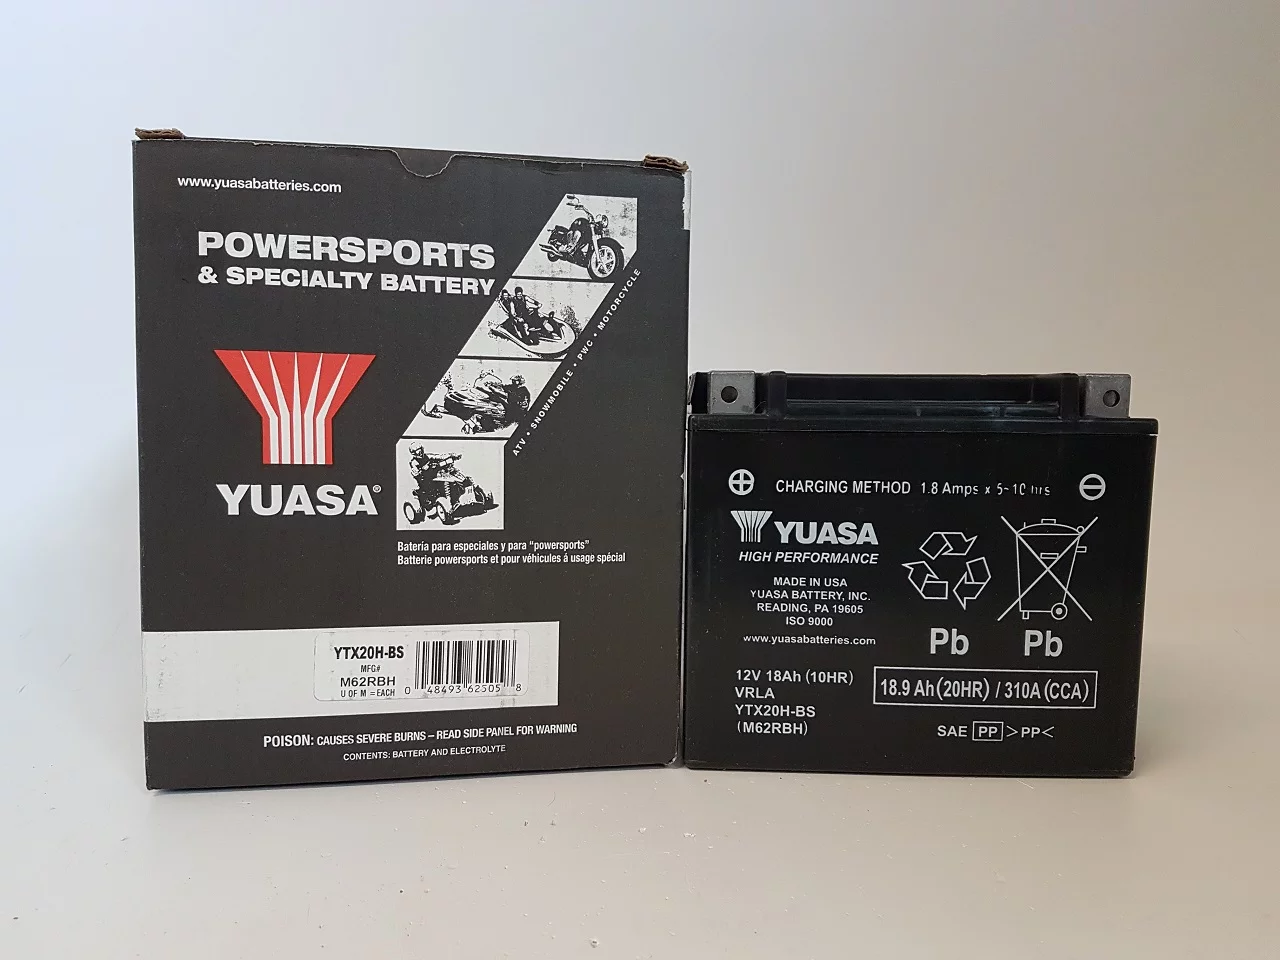 www.yuasabatteries.com
POWERSPORTS
& SPECIALTY BATTERY
ATV • SNOWMOBILE • PWC • MOTORCYCLE
YUASA®
Batería para especiales y para "powersports"
Batterie powersports et pour véhicules á usage spécial
YTX20H-BS
MFG#
M62RBH
U OF M = EACH
0 48493 62505 8
POISON: CAUSES SEVERE BURNS – READ SIDE PANEL FOR WARNING
CONTENTS: BATTERY AND ELECTROLYTE
CHARGING METHOD 1.8 Amps x 5-10 hrs
YUASA
HIGH PERFORMANCE
MADE IN USA
YUASA BATTERY, INC.
READING, PA 19605
ISO 9000
www.yuasabatteries.com
Pb Pb
12V 18Ah (10HR)
VRLA
YTX20H-BS
(M62RBH)
18.9 Ah(20HR) / 310A(CCA)
SAE PP >PP<